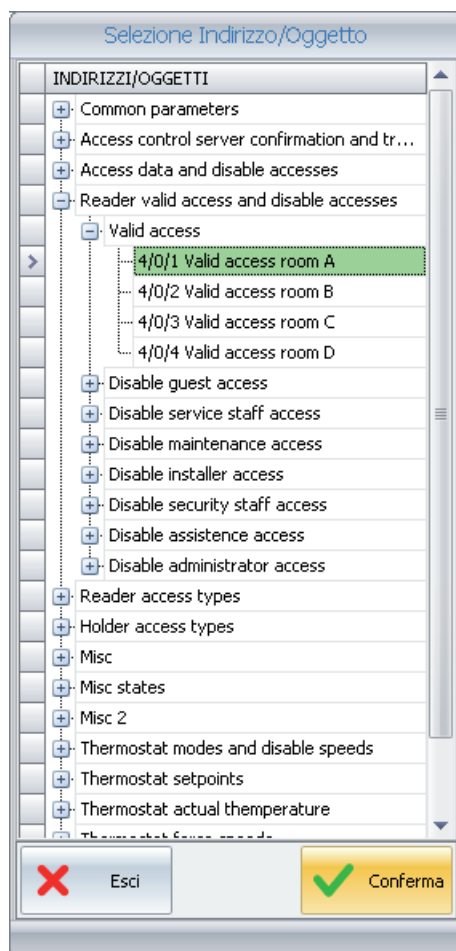 Selezione Indirizzo/Oggetto
INDIRIZZI/OGGETTI
Common parameters
Access control server confirmation and tr...
Access data and disable accesses
Reader valid access and disable accesses
Valid access
4/0/1 Valid access room A
4/0/2 Valid access room B
4/0/3 Valid access room C
4/0/4 Valid access room D
Disable guest access
Disable service staff access
Disable maintenance access
Disable installer access
Disable security staff access
Disable assistence access
Disable administrator access
Reader access types
Holder access types
Misc
Misc states
Misc 2
Thermostat modes and disable speeds
Thermostat setpoints
Thermostat actual themperature
Thermostat force speeds
Esci
Conferma